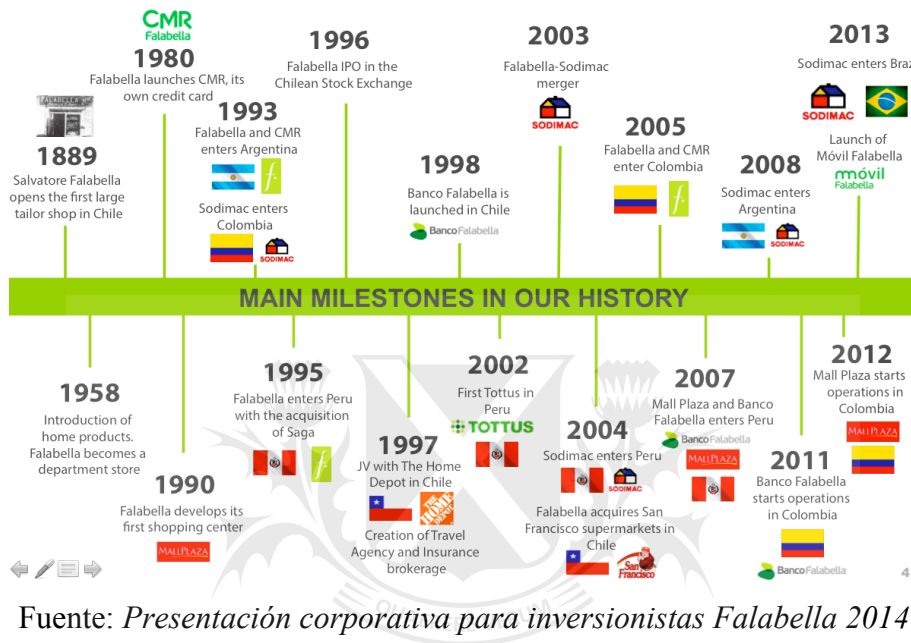 CMR
Falabella
1980
Falabella launches CMR, its
own credit card
1996
Falabella IPO in the
Chilean Stock Exchange
2003
Falabella-Sodimac
merger
SODIMAC
2013
Sodimac enters Braz
SODIMAC
Launch of
Móvil Falabella
móvil
Falabella
FALABELLA
1889
Salvatore Falabella
opens the first large
tailor shop in Chile
1993
Falabella and CMR
enters Argentina
f.
Sodimac enters
Colombia
SODIMAC
1998
Banco Falabella is
launched in Chile
Banco Falabella
2005
Falabella and CMR
enter Colombia
f.
2008
Sodimac enters
Argentina
SODIMAC
MAIN MILESTONES IN OUR HISTORY
1958
Introduction of
home products.
Falabella becomes a
department store
1990
Falabella develops its
first shopping center
MALLPLAZA
1995
Falabella enters Peru
with the acquisition
of Saga
f.
1997
JV with The Home
Depot in Chile
THE
HOME
DEPOT
Creation of Travel
Agency and Insurance
brokerage
2002
First Tottus in
Peru
TOTTUS
2004
Sodimac enters Peru
SODIMAC
Falabella acquires San
Francisco supermarkets in
Chile
San
Francisco
2007
Mall Plaza and Banco
Falabella enters Peru
Banco Falabella
MALLPLAZA
2011
Banco Falabella
starts operations
in Colombia
Banco Falabella
2012
Mall Plaza starts
operations in
Colombia
MALLPLAZA
4
Fuente: Presentación corporativa para inversionistas Falabella 2014